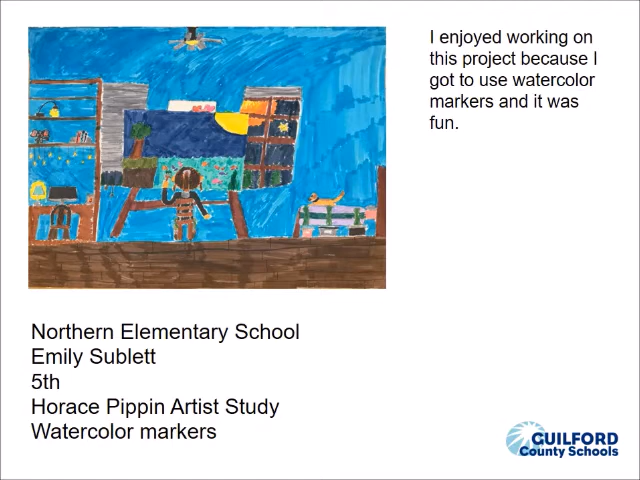 I enjoyed working on
this project because I
got to use watercolor
markers and it was
fun.
Northern Elementary School
Emily Sublett
5th
Horace Pippin Artist Study
Watercolor markers
GUILFORD
County Schools